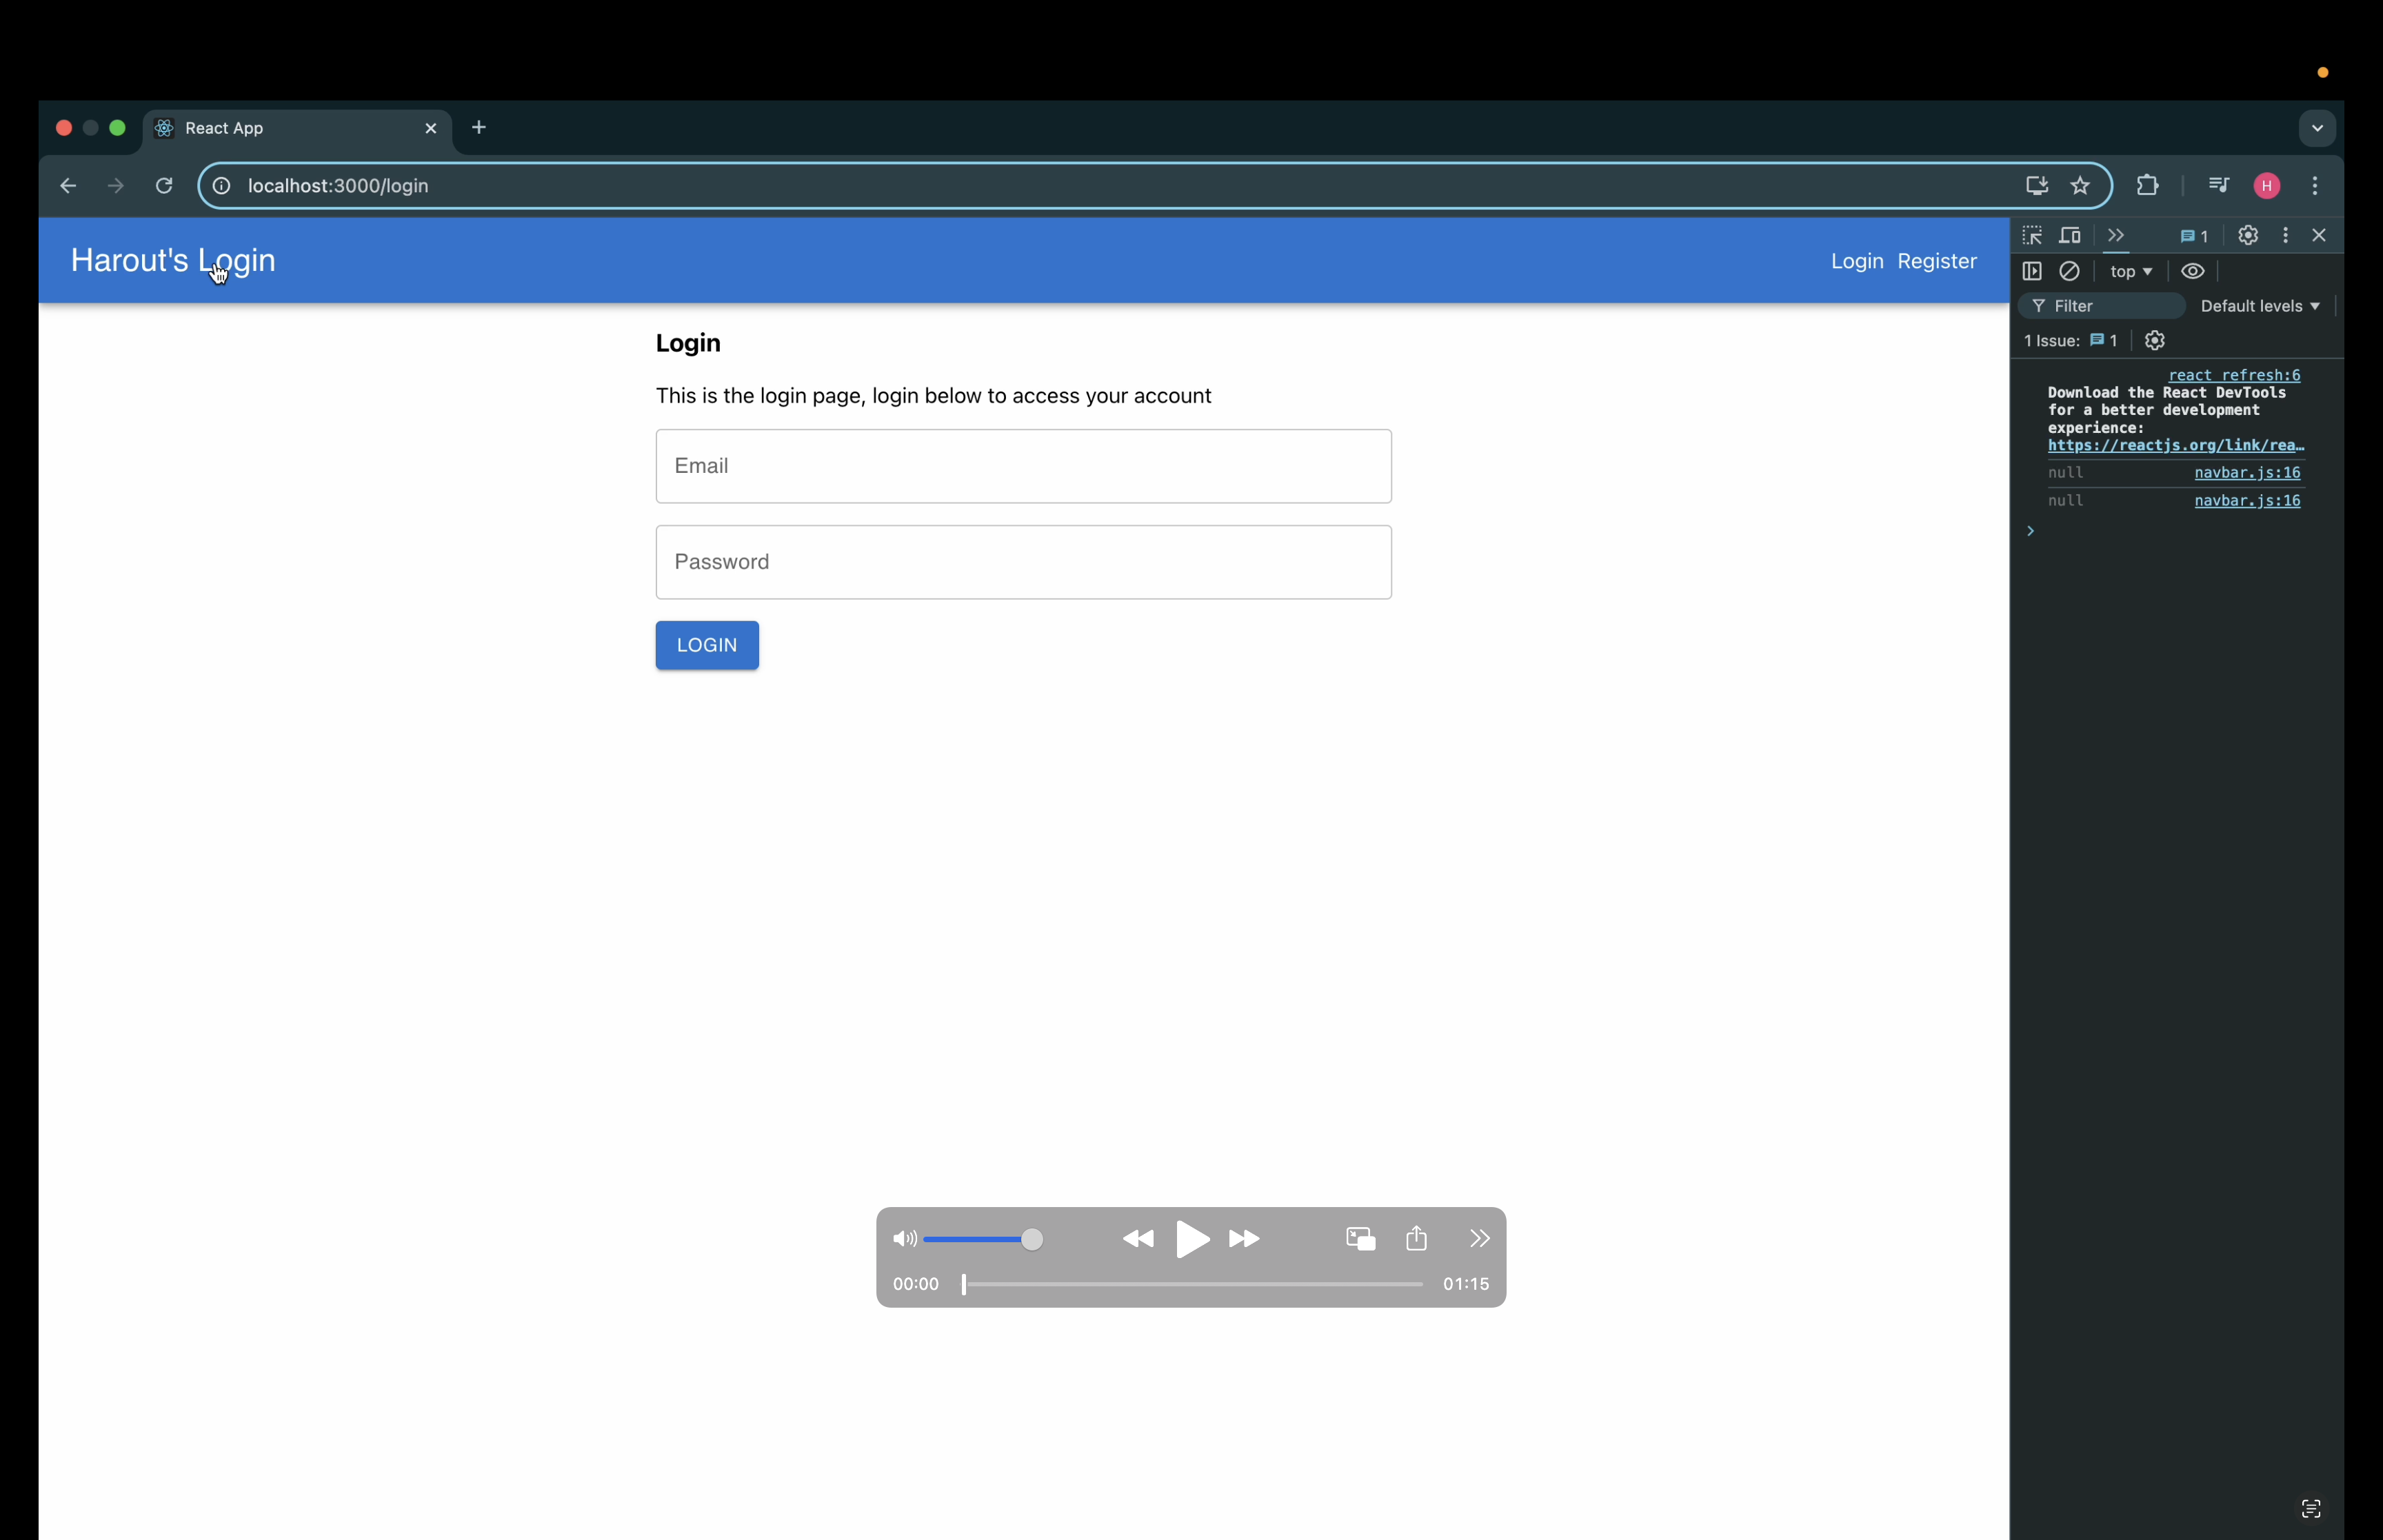 React App
localhost:3000/login
H
Harout's Login
Login Register
1
top
Filter
Default levels
1 Issue: 1
react refresh:6
Download the React DevTools
for a better development
experience:
https://reactjs.org/link/rea…
null navbar.js:16
null navbar.js:16
Login
This is the login page, login below to access your account
Email
Password
LOGIN
00:00 01:15